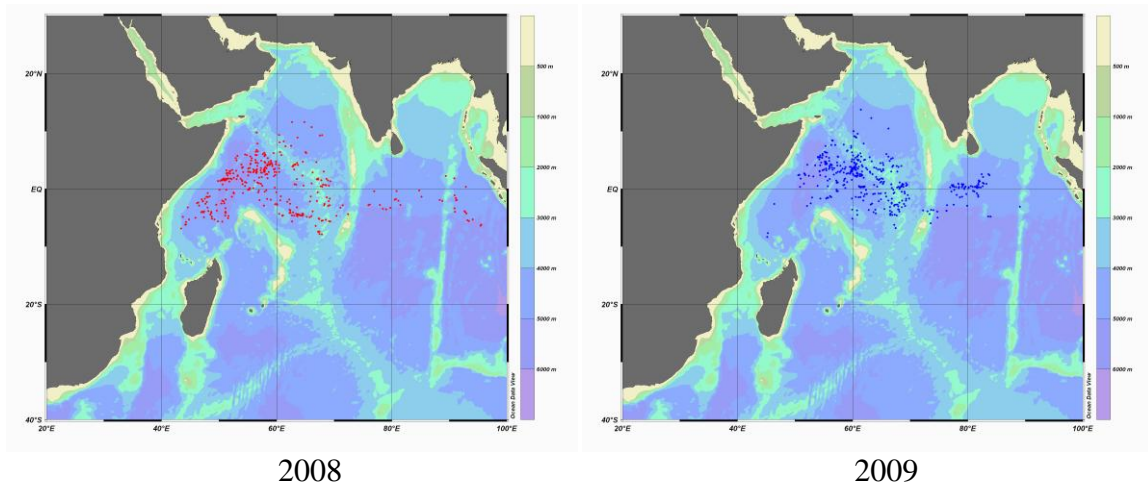 20°N
EQ
20°S
40°S
20°E
40°E
60°E
80°E
100°E
500 m
1000 m
2000 m
3000 m
4000 m
5000 m
6000 m
Ocean Data View
20°N
EQ
20°S
40°S
20°E
40°E
60°E
80°E
100°E
500 m
1000 m
2000 m
3000 m
4000 m
5000 m
6000 m
Ocean Data View
2008
2009